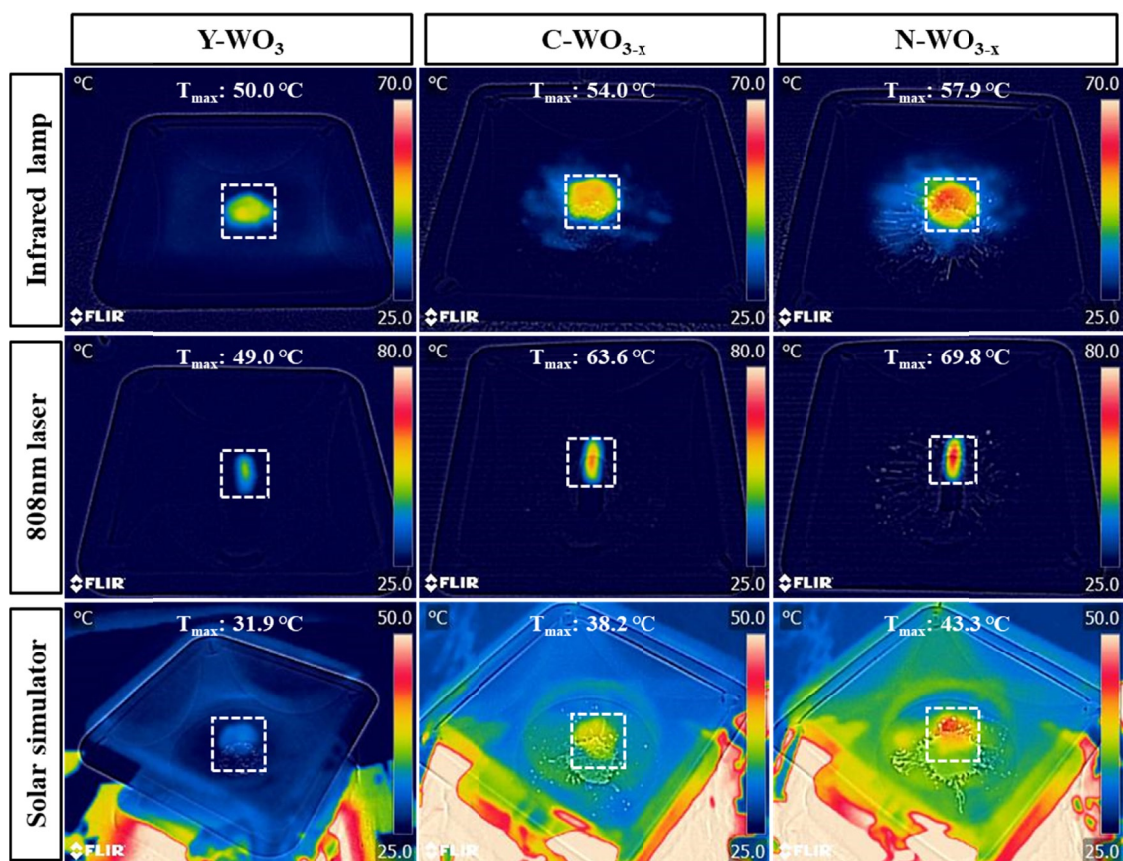 Y-WO₃
C-WO₃₋ₓ
N-WO₃₋ₓ
Infrared lamp
°C
Tmax: 50.0 °C
70.0
FLIR
25.0
°C
Tmax: 54.0 °C
70.0
FLIR
25.0
°C
Tmax: 57.9 °C
70.0
FLIR
25.0
808nm laser
°C
Tmax: 49.0 °C
80.0
FLIR
25.0
°C
Tmax: 63.6 °C
80.0
FLIR
25.0
°C
Tmax: 69.8 °C
80.0
FLIR
25.0
Solar simulator
°C
Tmax: 31.9 °C
50.0
FLIR
25.0
°C
Tmax: 38.2 °C
50.0
FLIR
25.0
°C
Tmax: 43.3 °C
50.0
FLIR
25.0